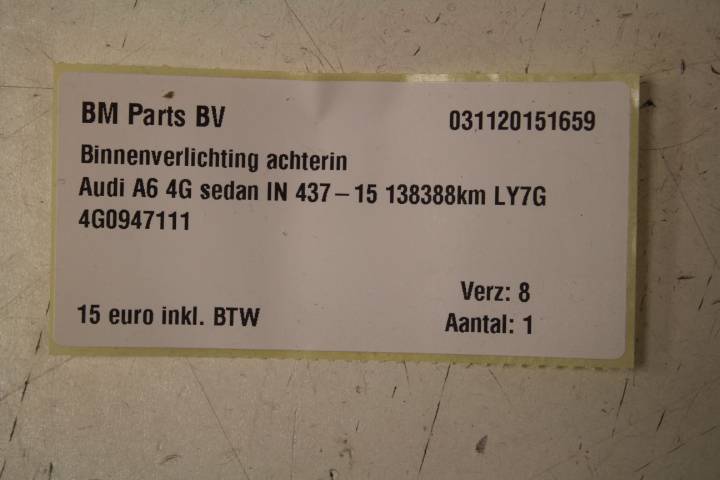 BM Parts BV 031120151659
Binnenverlichting achterin
Audi A6 4G sedan IN 437-15 138388km LY7G
4G0947111
Verz: 8
15 euro inkl. BTW Aantal: 1